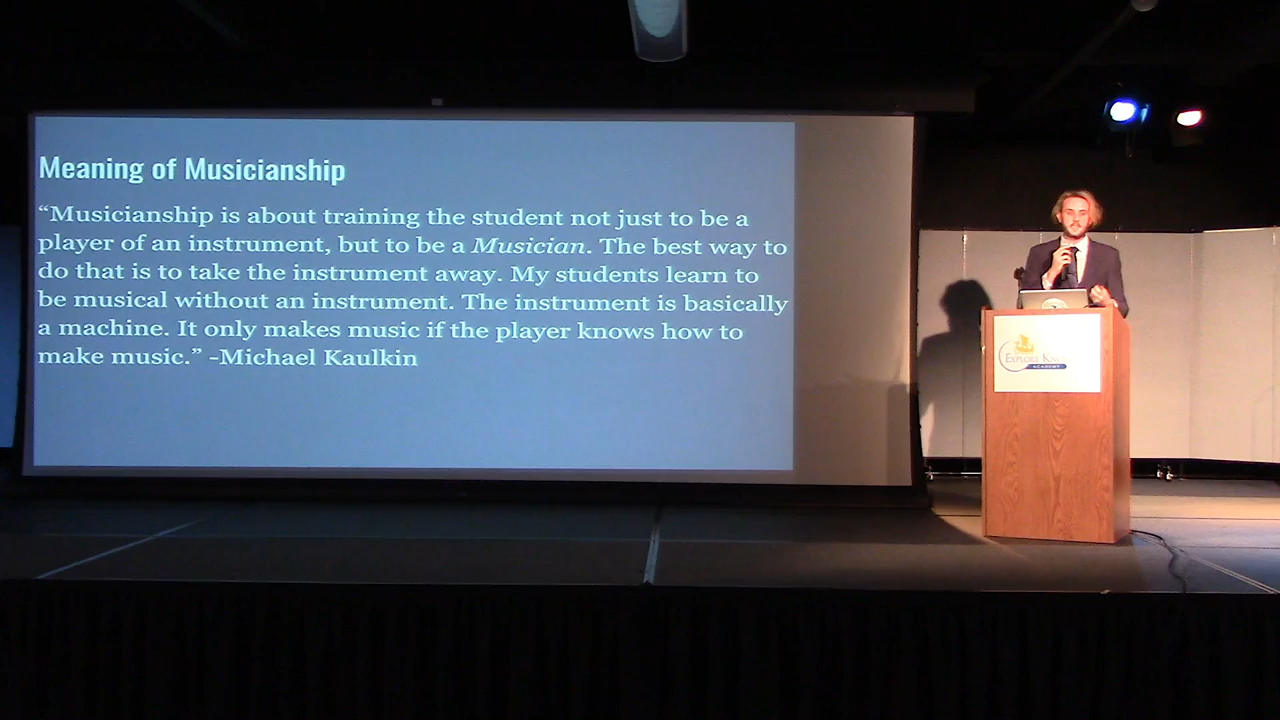 Meaning of Musicianship
“Musicianship is about training the student not just to be a
player of an instrument, but to be a Musician. The best way to
do that is to take the instrument away. My students learn to
be musical without an instrument. The instrument is basically
a machine. It only makes music if the player knows how to
make music.” -Michael Kaulkin
EXPLORE
ACADEMY